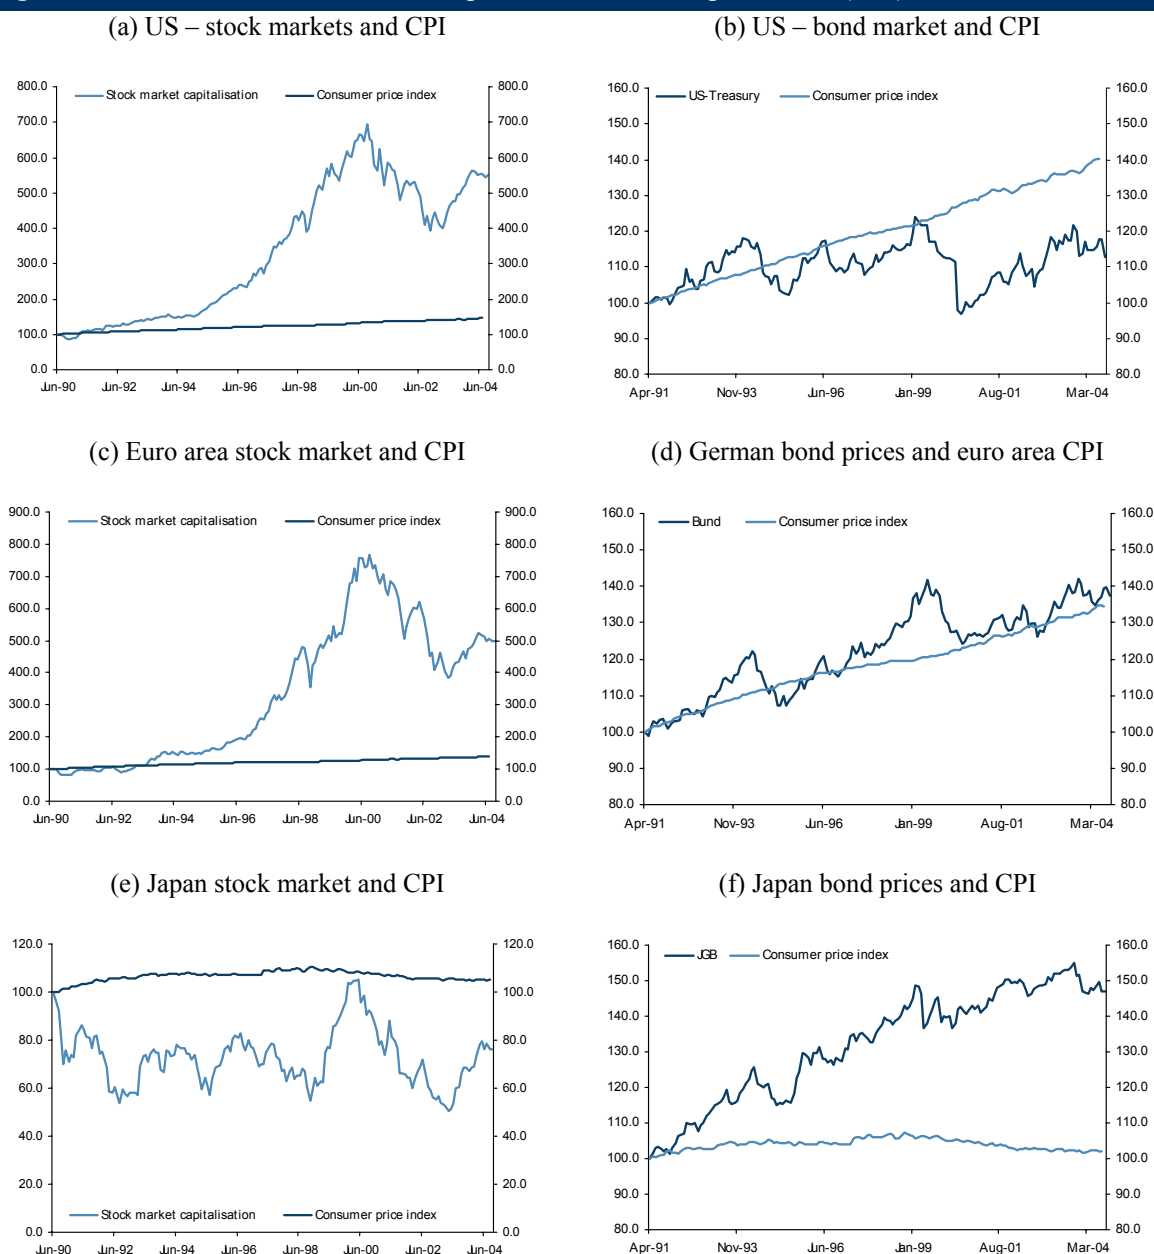 (a) US – stock markets and CPI
800.0 800.0
Stock market capitalisation Consumer price index
700.0 700.0
600.0 600.0
500.0 500.0
400.0 400.0
300.0 300.0
200.0 200.0
100.0 100.0
0.0 0.0
Jun-90 Jun-92 Jun-94 Jun-96 Jun-98 Jun-00 Jun-02 Jun-04
(b) US – bond market and CPI
160.0 160.0
US-Treasury Consumer price index
150.0 150.0
140.0 140.0
130.0 130.0
120.0 120.0
110.0 110.0
100.0 100.0
90.0 90.0
80.0 80.0
Apr-91 Nov-93 Jun-96 Jan-99 Aug-01 Mar-04
(c) Euro area stock market and CPI
900.0 900.0
Stock market capitalisation Consumer price index
800.0 800.0
700.0 700.0
600.0 600.0
500.0 500.0
400.0 400.0
300.0 300.0
200.0 200.0
100.0 100.0
0.0 0.0
Jun-90 Jun-92 Jun-94 Jun-96 Jun-98 Jun-00 Jun-02 Jun-04
(d) German bond prices and euro area CPI
160.0 160.0
Bund Consumer price index
150.0 150.0
140.0 140.0
130.0 130.0
120.0 120.0
110.0 110.0
100.0 100.0
90.0 90.0
80.0 80.0
Apr-91 Nov-93 Jun-96 Jan-99 Aug-01 Mar-04
(e) Japan stock market and CPI
120.0 120.0
100.0 100.0
80.0 80.0
60.0 60.0
40.0 40.0
20.0 20.0
Stock market capitalisation Consumer price index
0.0 0.0
Jun-90 Jun-92 Jun-94 Jun-96 Jun-98 Jun-00 Jun-02 Jun-04
(f) Japan bond prices and CPI
160.0 160.0
JGB Consumer price index
150.0 150.0
140.0 140.0
130.0 130.0
120.0 120.0
110.0 110.0
100.0 100.0
90.0 90.0
80.0 80.0
Apr-91 Nov-93 Jun-96 Jan-99 Aug-01 Mar-04